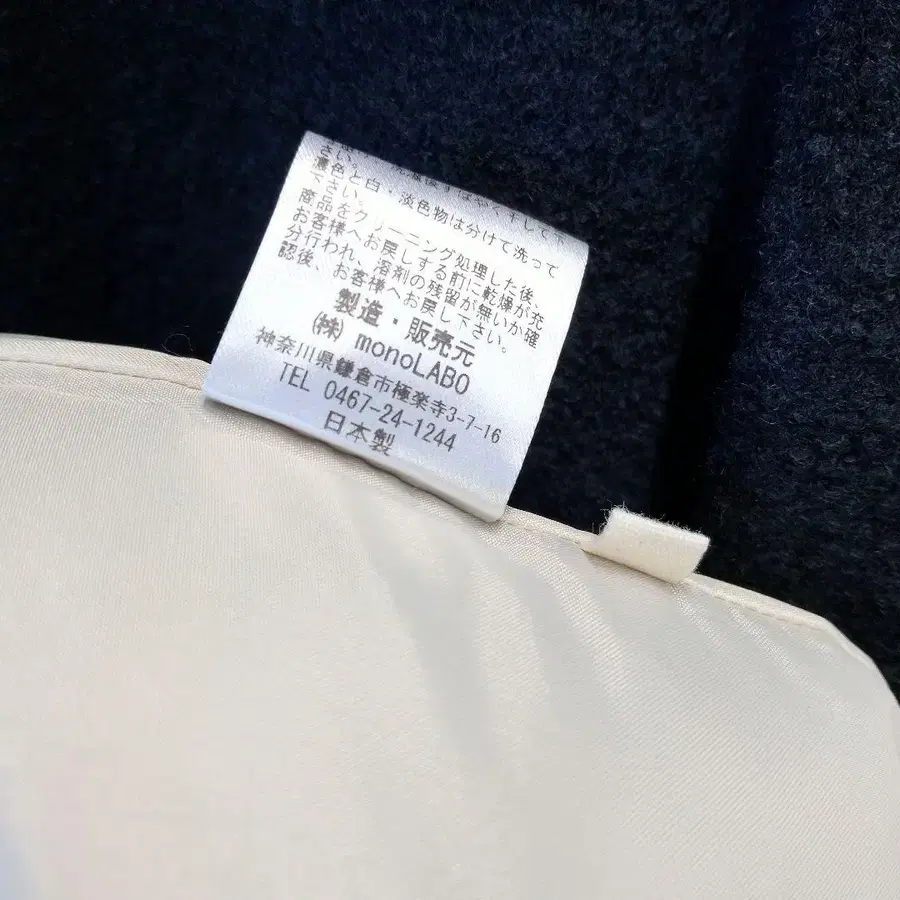 さい。
濃色と白・淡色物は分けて洗って
下さい。
商品をクリーニング処理した後、
お客様へお戻しする前に乾燥が充
分行われ、溶剤の残留が無いか確
認後、お客様へお戻し下さい。
製造・販売元
(株) monoLABO
神奈川県鎌倉市極楽寺3-7-16
TEL 0467-24-1244
日本製